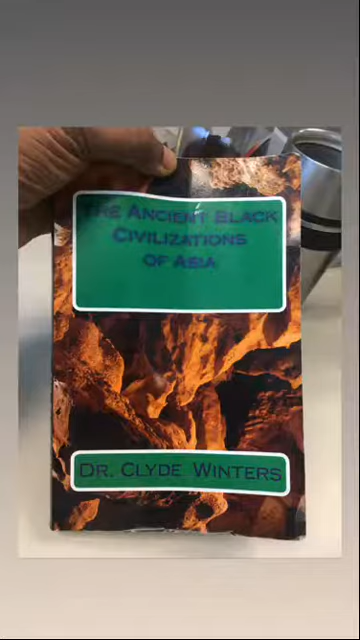 THE ANCIENT BLACK
CIVILIZATIONS
OF ASIA
DR. CLYDE WINTERS